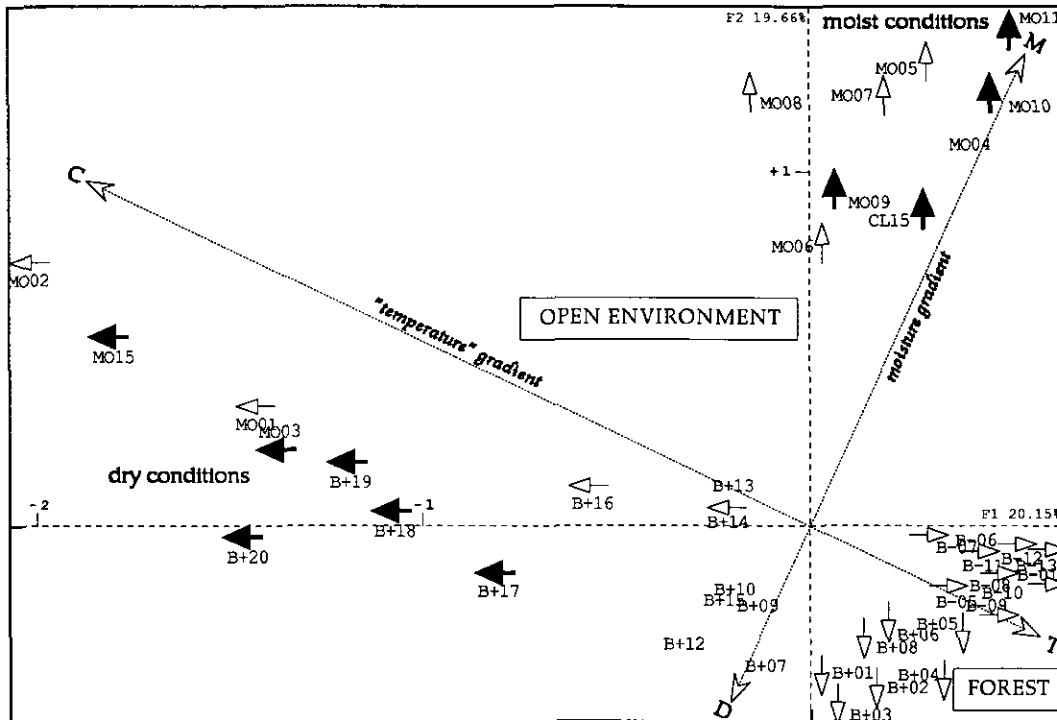 F2 19.66%
moist conditions
MO11
M
MO05
MO08
MO07
MO10
MO04
C
+1
MO09
CL15
MO06
MO02
"temperature" gradient
OPEN ENVIRONMENT
moisture gradient
MO15
MO01
MO03
dry conditions
B+19
B+16
B+13
-2
-1
B+18
B+14
F1 20.15%
B+20
B-06
B-07
B-12
B-11
B-13
B-01
B+17
B-08
B-10
B+10
B+15
B+09
B-05
B-09
B+05
B+06
B+12
B+08
T
B+07
B+01
B+04
B+02
FOREST
D
B+03